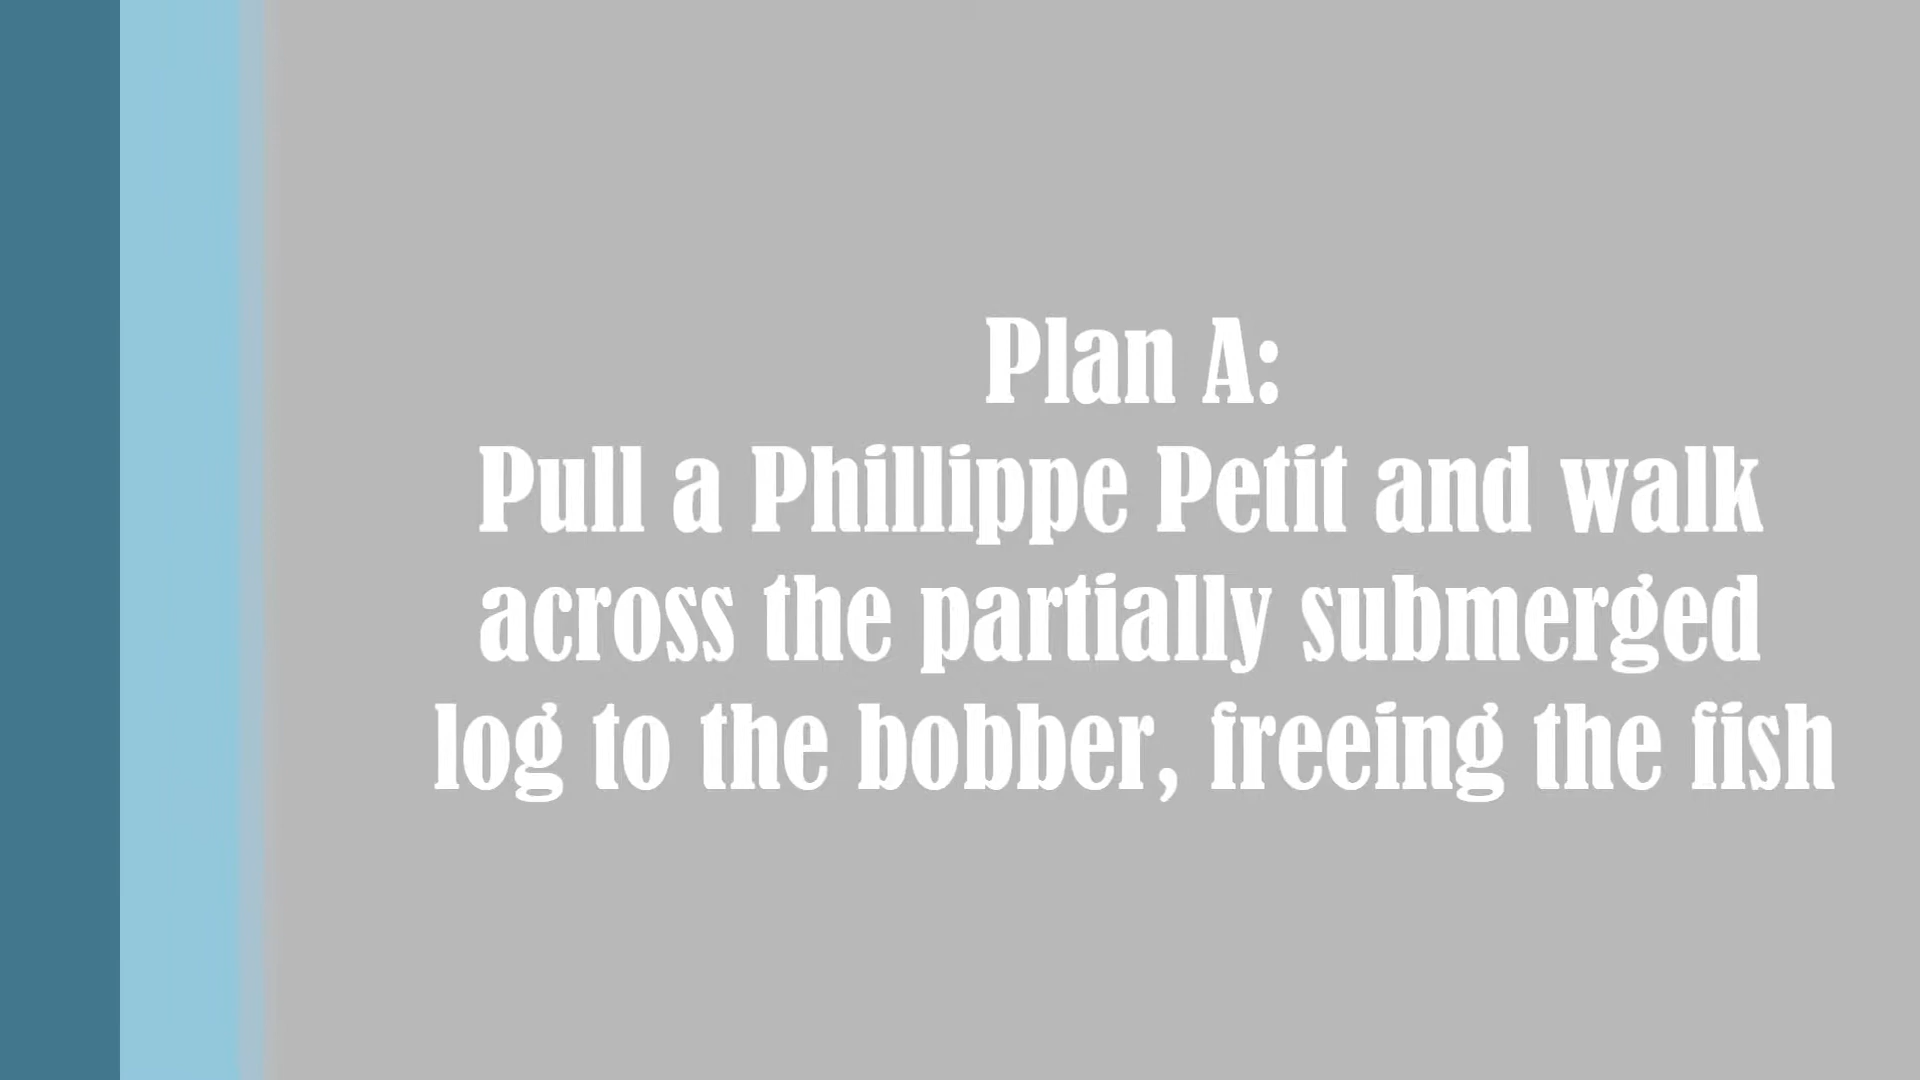 Plan A:
Pull a Phillippe Petit and walk
across the partially submerged
log to the bobber, freeing the fish